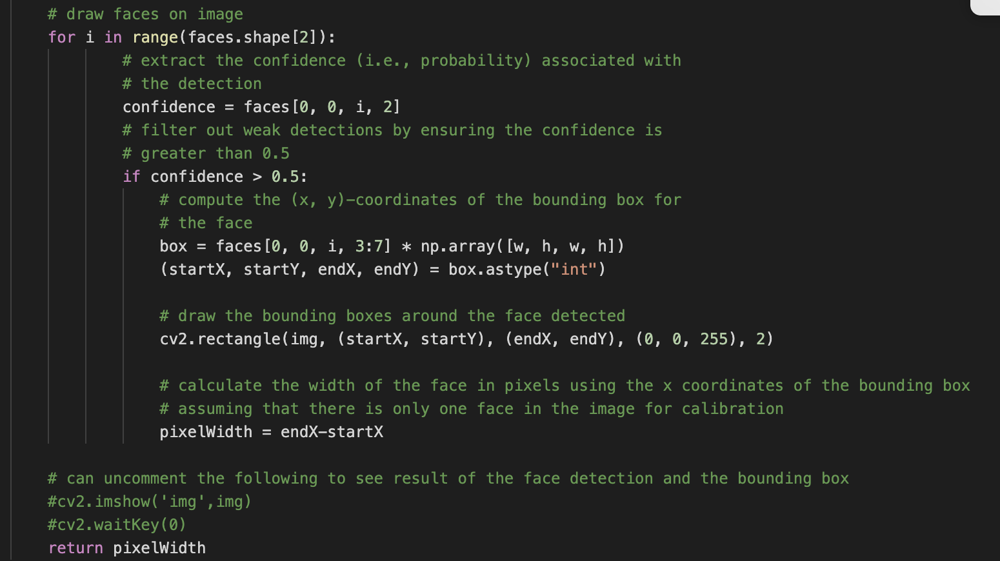 # draw faces on image
for i in range(faces.shape[2]):
# extract the confidence (i.e., probability) associated with
# the detection
confidence = faces[0, 0, i, 2]
# filter out weak detections by ensuring the confidence is
# greater than 0.5
if confidence > 0.5:
# compute the (x, y)-coordinates of the bounding box for
# the face
box = faces[0, 0, i, 3:7] * np.array([w, h, w, h])
(startX, startY, endX, endY) = box.astype("int")
# draw the bounding boxes around the face detected
cv2.rectangle(img, (startX, startY), (endX, endY), (0, 0, 255), 2)
# calculate the width of the face in pixels using the x coordinates of the bounding box
# assuming that there is only one face in the image for calibration
pixelWidth = endX-startX
# can uncomment the following to see result of the face detection and the bounding box
#cv2.imshow('img',img)
#cv2.waitKey(0)
return pixelWidth